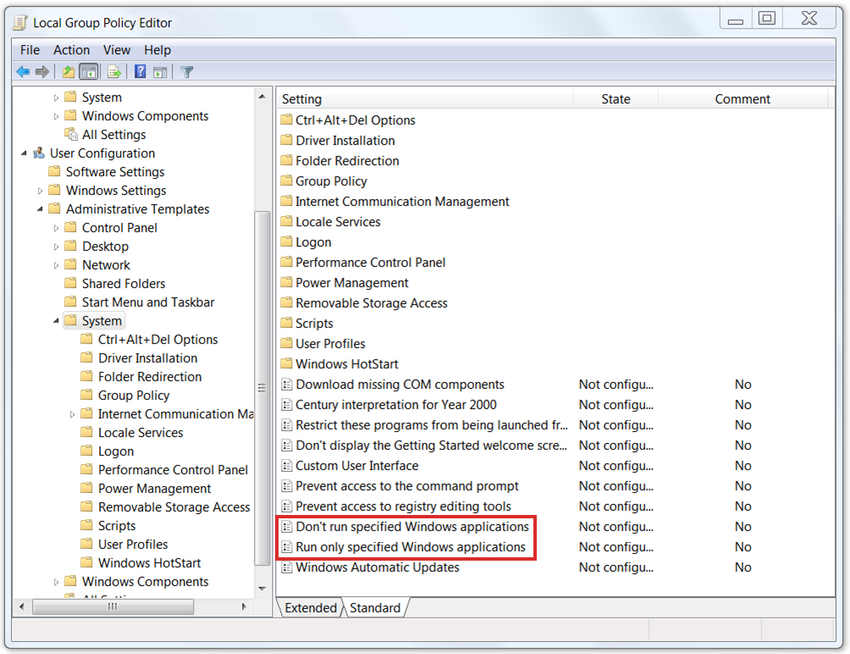 Local Group Policy Editor
File Action View Help
System
Windows Components
All Settings
User Configuration
Software Settings
Windows Settings
Administrative Templates
Control Panel
Desktop
Network
Shared Folders
Start Menu and Taskbar
System
Ctrl+Alt+Del Options
Driver Installation
Folder Redirection
Group Policy
Internet Communication Ma
Locale Services
Logon
Performance Control Panel
Power Management
Removable Storage Access
Scripts
User Profiles
Windows HotStart
Windows Components
Setting State Comment
Ctrl+Alt+Del Options
Driver Installation
Folder Redirection
Group Policy
Internet Communication Management
Locale Services
Logon
Performance Control Panel
Power Management
Removable Storage Access
Scripts
User Profiles
Windows HotStart
Download missing COM components Not configu... No
Century interpretation for Year 2000 Not configu... No
Restrict these programs from being launched fr... Not configu... No
Don't display the Getting Started welcome scre... Not configu... No
Custom User Interface Not configu... No
Prevent access to the command prompt Not configu... No
Prevent access to registry editing tools Not configu... No
Don't run specified Windows applications Not configu... No
Run only specified Windows applications Not configu... No
Windows Automatic Updates Not configu... No
Extended Standard